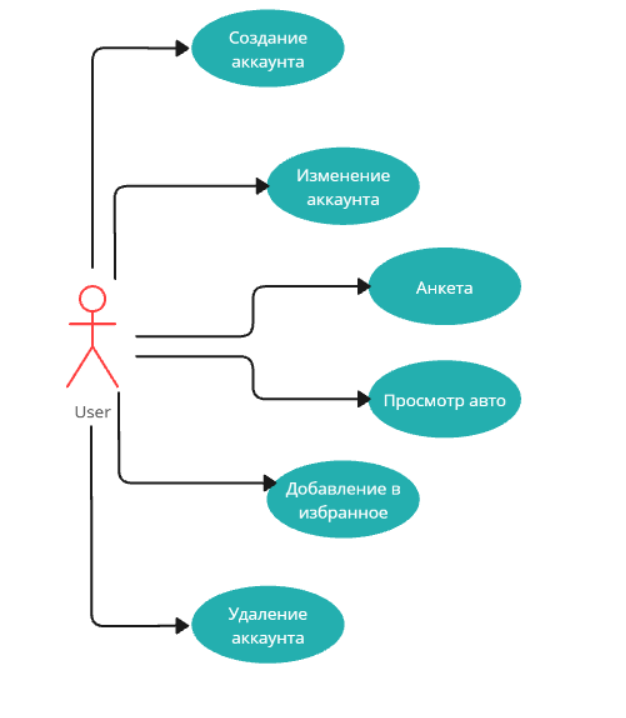 Создание
аккаунта
Изменение
аккаунта
Анкета
Просмотр авто
User
Добавление в
избранное
Удаление
аккаунта